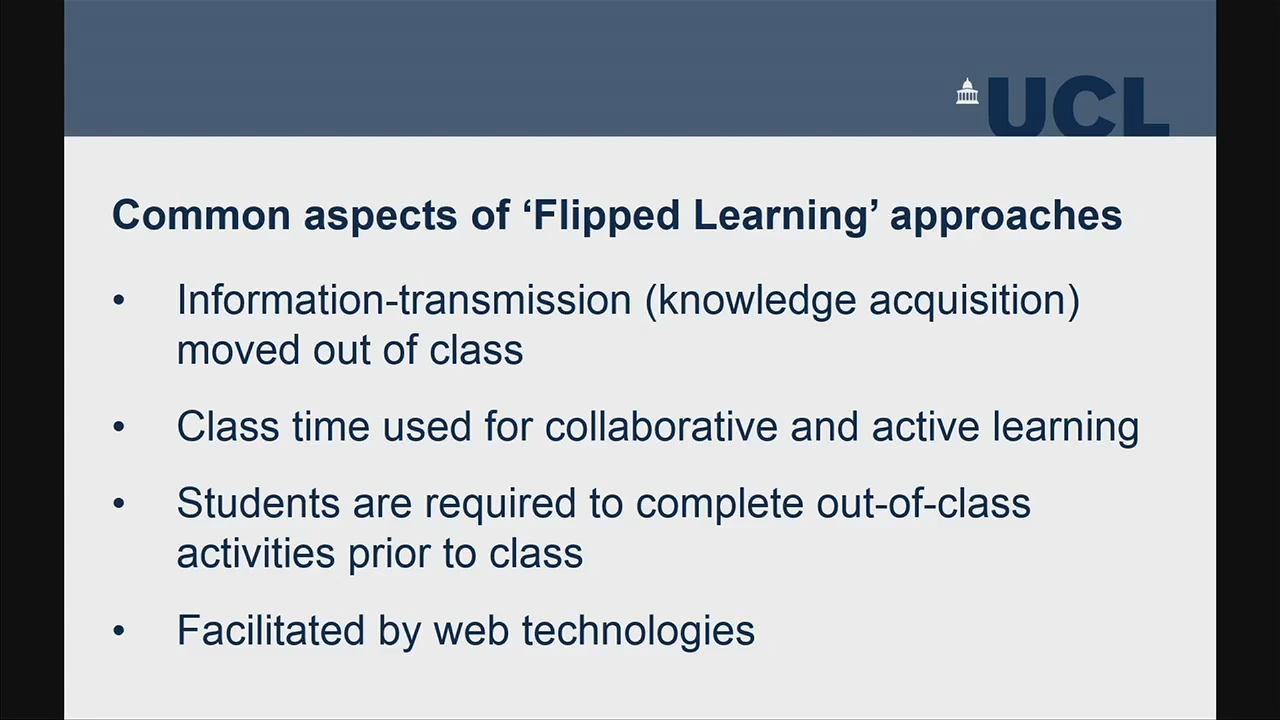 UCL
Common aspects of ‘Flipped Learning’ approaches
• Information-transmission (knowledge acquisition)
moved out of class
• Class time used for collaborative and active learning
• Students are required to complete out-of-class
activities prior to class
• Facilitated by web technologies